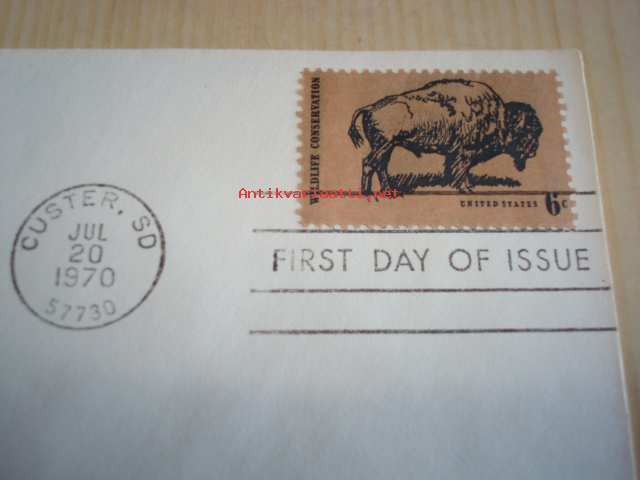 WILDLIFE CONSERVATION
UNITED STATES 6c
Antikvariaatti.net
CUSTER, SD
JUL
20
1970
57730
FIRST DAY OF ISSUE